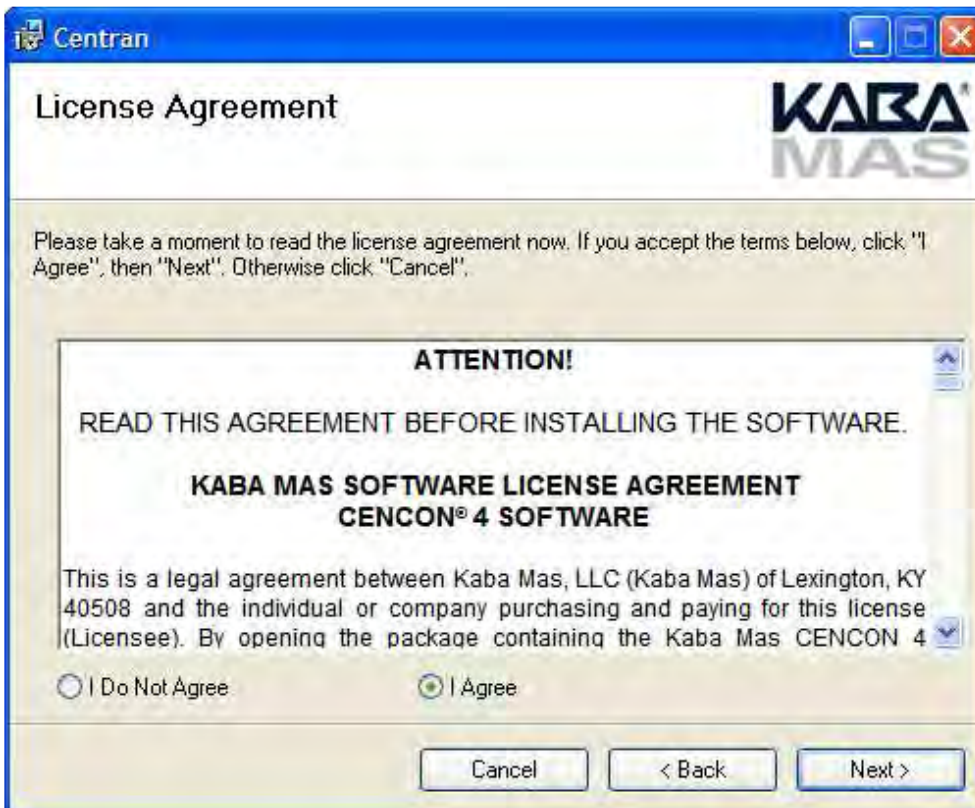 Centran
License Agreement
KABA®
MAS
Please take a moment to read the license agreement now. If you accept the terms below, click "I
Agree", then "Next". Otherwise click "Cancel".
ATTENTION!
READ THIS AGREEMENT BEFORE INSTALLING THE SOFTWARE.
KABA MAS SOFTWARE LICENSE AGREEMENT
CENCON® 4 SOFTWARE
This is a legal agreement between Kaba Mas, LLC (Kaba Mas) of Lexington, KY
40508 and the individual or company purchasing and paying for this license
(Licensee). By opening the package containing the Kaba Mas CENCON 4
I Do Not Agree
I Agree
Cancel
< Back
Next >